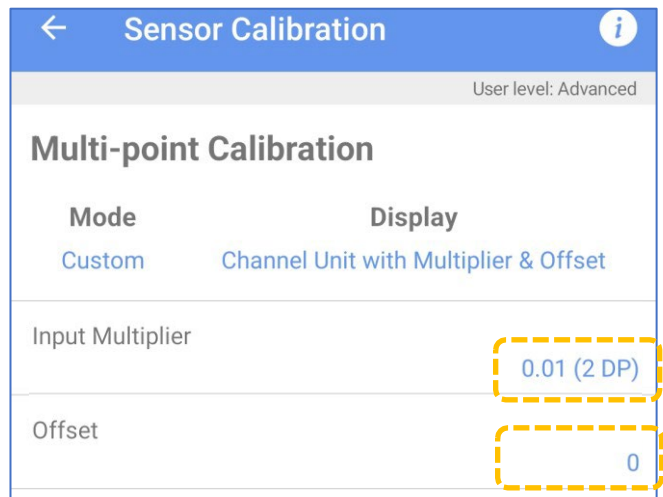 Sensor Calibration
i
User level: Advanced
Multi-point Calibration
Mode Display
Custom Channel Unit with Multiplier & Offset
Input Multiplier
0.01 (2 DP)
Offset
0